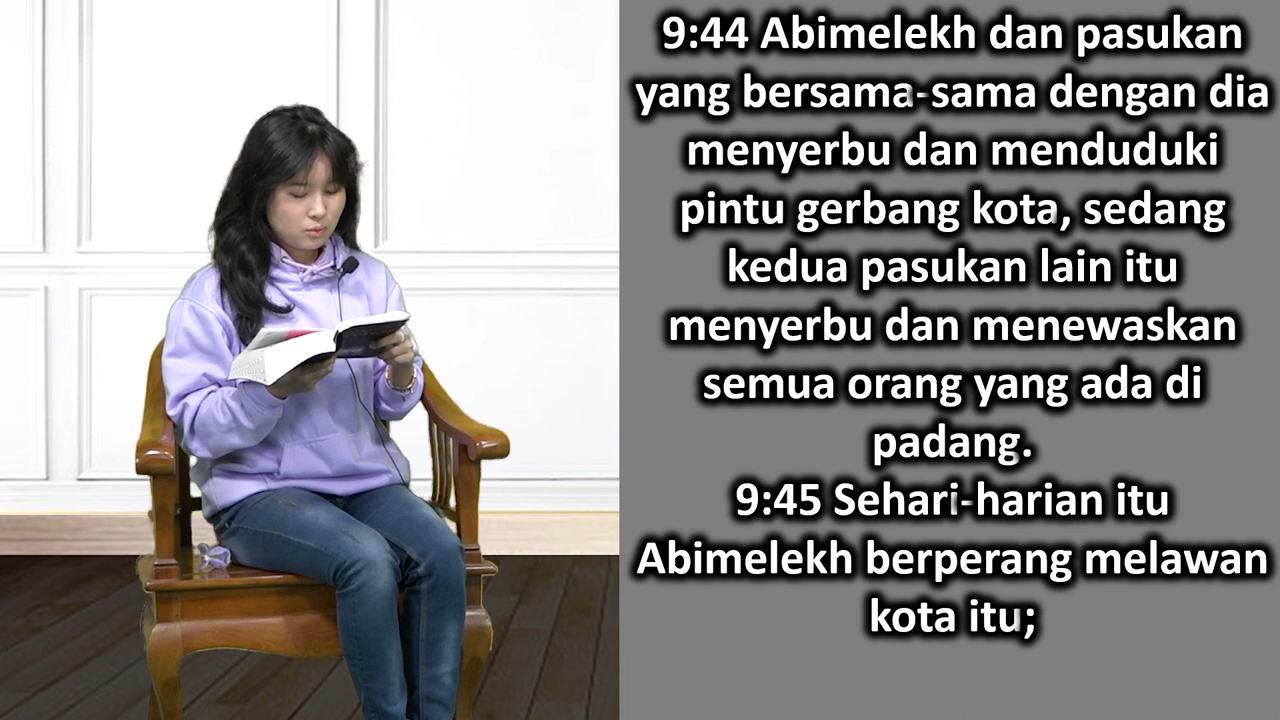 9:44 Abimelekh dan pasukan
yang bersama-sama dengan dia
menyerbu dan menduduki
pintu gerbang kota, sedang
kedua pasukan lain itu
menyerbu dan menewaskan
semua orang yang ada di
padang.
9:45 Sehari-harian itu
Abimelekh berperang melawan
kota itu;